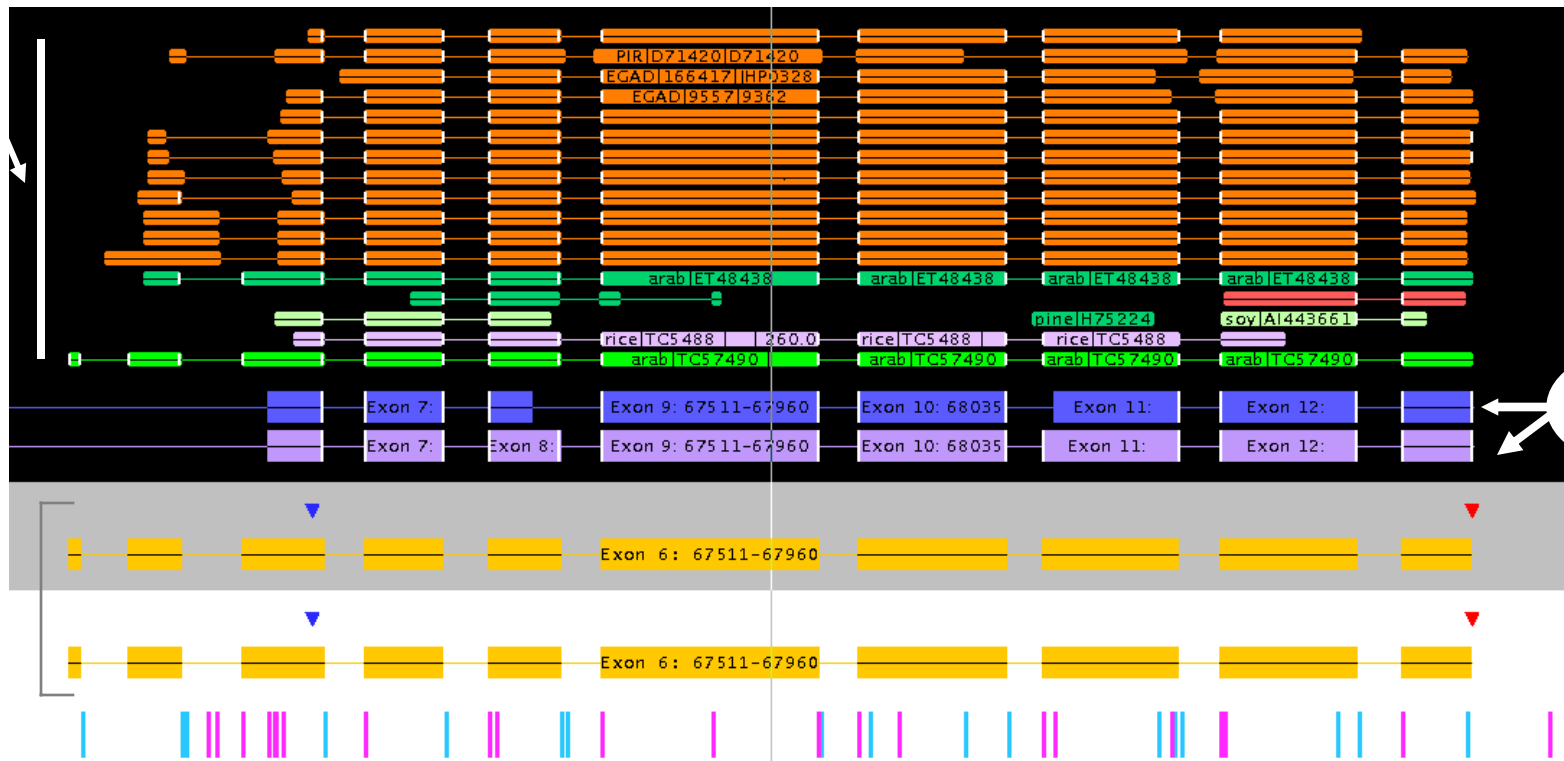 PIR|D71420|D71420
EGAD|166417|JHP0328
EGAD|9557|9362
arab|ET48438 arab|ET48438 arab|ET48438 arab|ET48438
pine|H75224 soy|AI443661
rice|TC5488 | 260.0 rice|TC5488 | rice|TC5488
arab|TC57490 | arab|TC57490 arab|TC57490 arab|TC57490
Exon 7: Exon 9: 67511-67960 Exon 10: 68035 Exon 11: Exon 12:
Exon 7: Exon 8: Exon 9: 67511-67960 Exon 10: 68035 Exon 11: Exon 12:
Exon 6: 67511-67960
Exon 6: 67511-67960